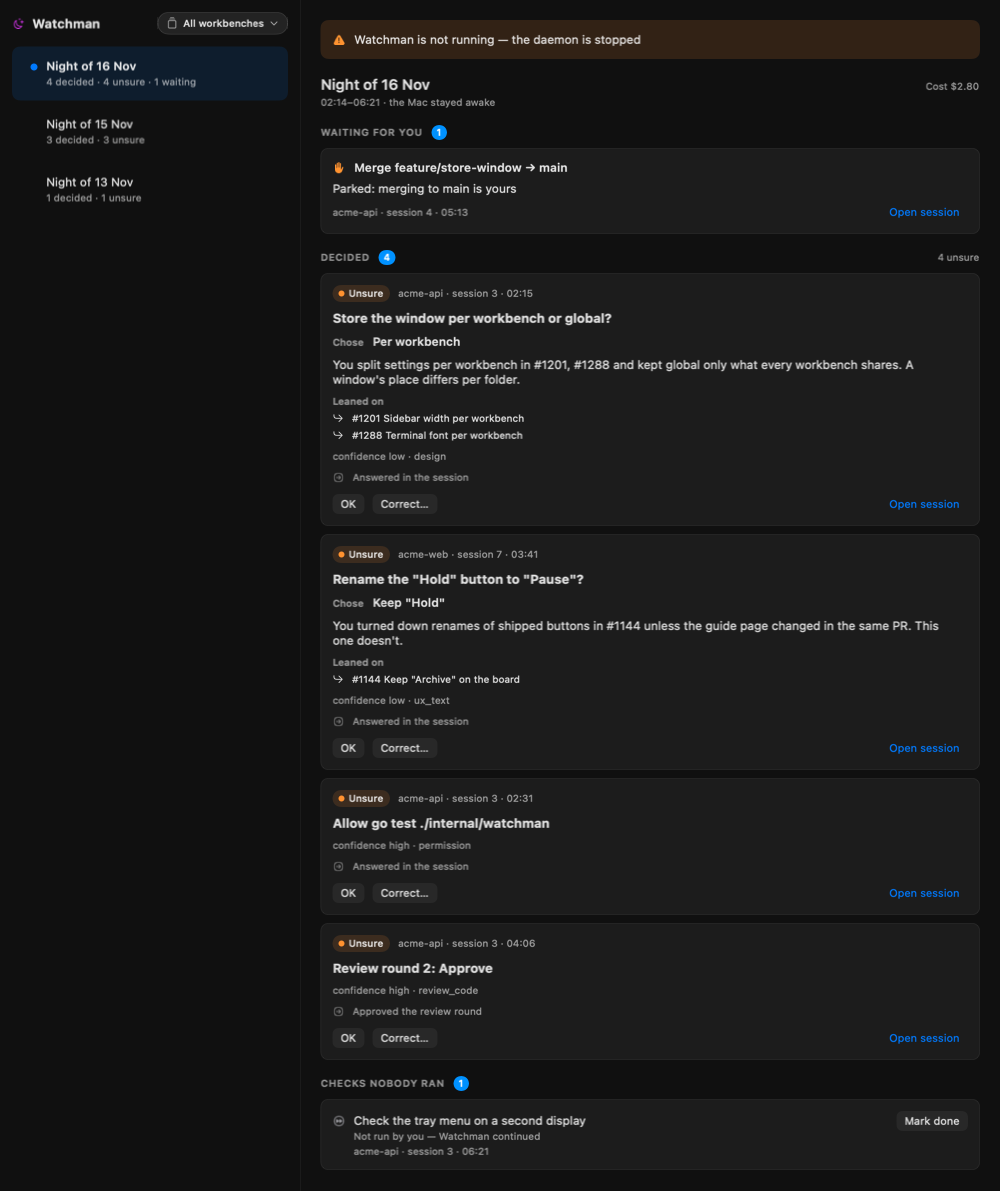 Watchman
All workbenches
Night of 16 Nov
4 decided · 4 unsure · 1 waiting
Night of 15 Nov
3 decided · 3 unsure
Night of 13 Nov
1 decided · 1 unsure
Watchman is not running — the daemon is stopped
Night of 16 Nov
Cost $2.80
02:14–06:21 · the Mac stayed awake
WAITING FOR YOU 1
Merge feature/store-window → main
Parked: merging to main is yours
acme-api · session 4 · 05:13
Open session
DECIDED 4
4 unsure
Unsure acme-api · session 3 · 02:15
Store the window per workbench or global?
Chose Per workbench
You split settings per workbench in #1201, #1288 and kept global only what every workbench shares. A
window's place differs per folder.
Leaned on
#1201 Sidebar width per workbench
#1288 Terminal font per workbench
confidence low · design
Answered in the session
OK Correct... Open session
Unsure acme-web · session 7 · 03:41
Rename the "Hold" button to "Pause"?
Chose Keep "Hold"
You turned down renames of shipped buttons in #1144 unless the guide page changed in the same PR. This
one doesn't.
Leaned on
#1144 Keep "Archive" on the board
confidence low · ux_text
Answered in the session
OK Correct... Open session
Unsure acme-api · session 3 · 02:31
Allow go test ./internal/watchman
confidence high · permission
Answered in the session
OK Correct... Open session
Unsure acme-api · session 3 · 04:06
Review round 2: Approve
confidence high · review_code
Approved the review round
OK Correct... Open session
CHECKS NOBODY RAN 1
Check the tray menu on a second display
Mark done
Not run by you — Watchman continued
acme-api · session 3 · 06:21